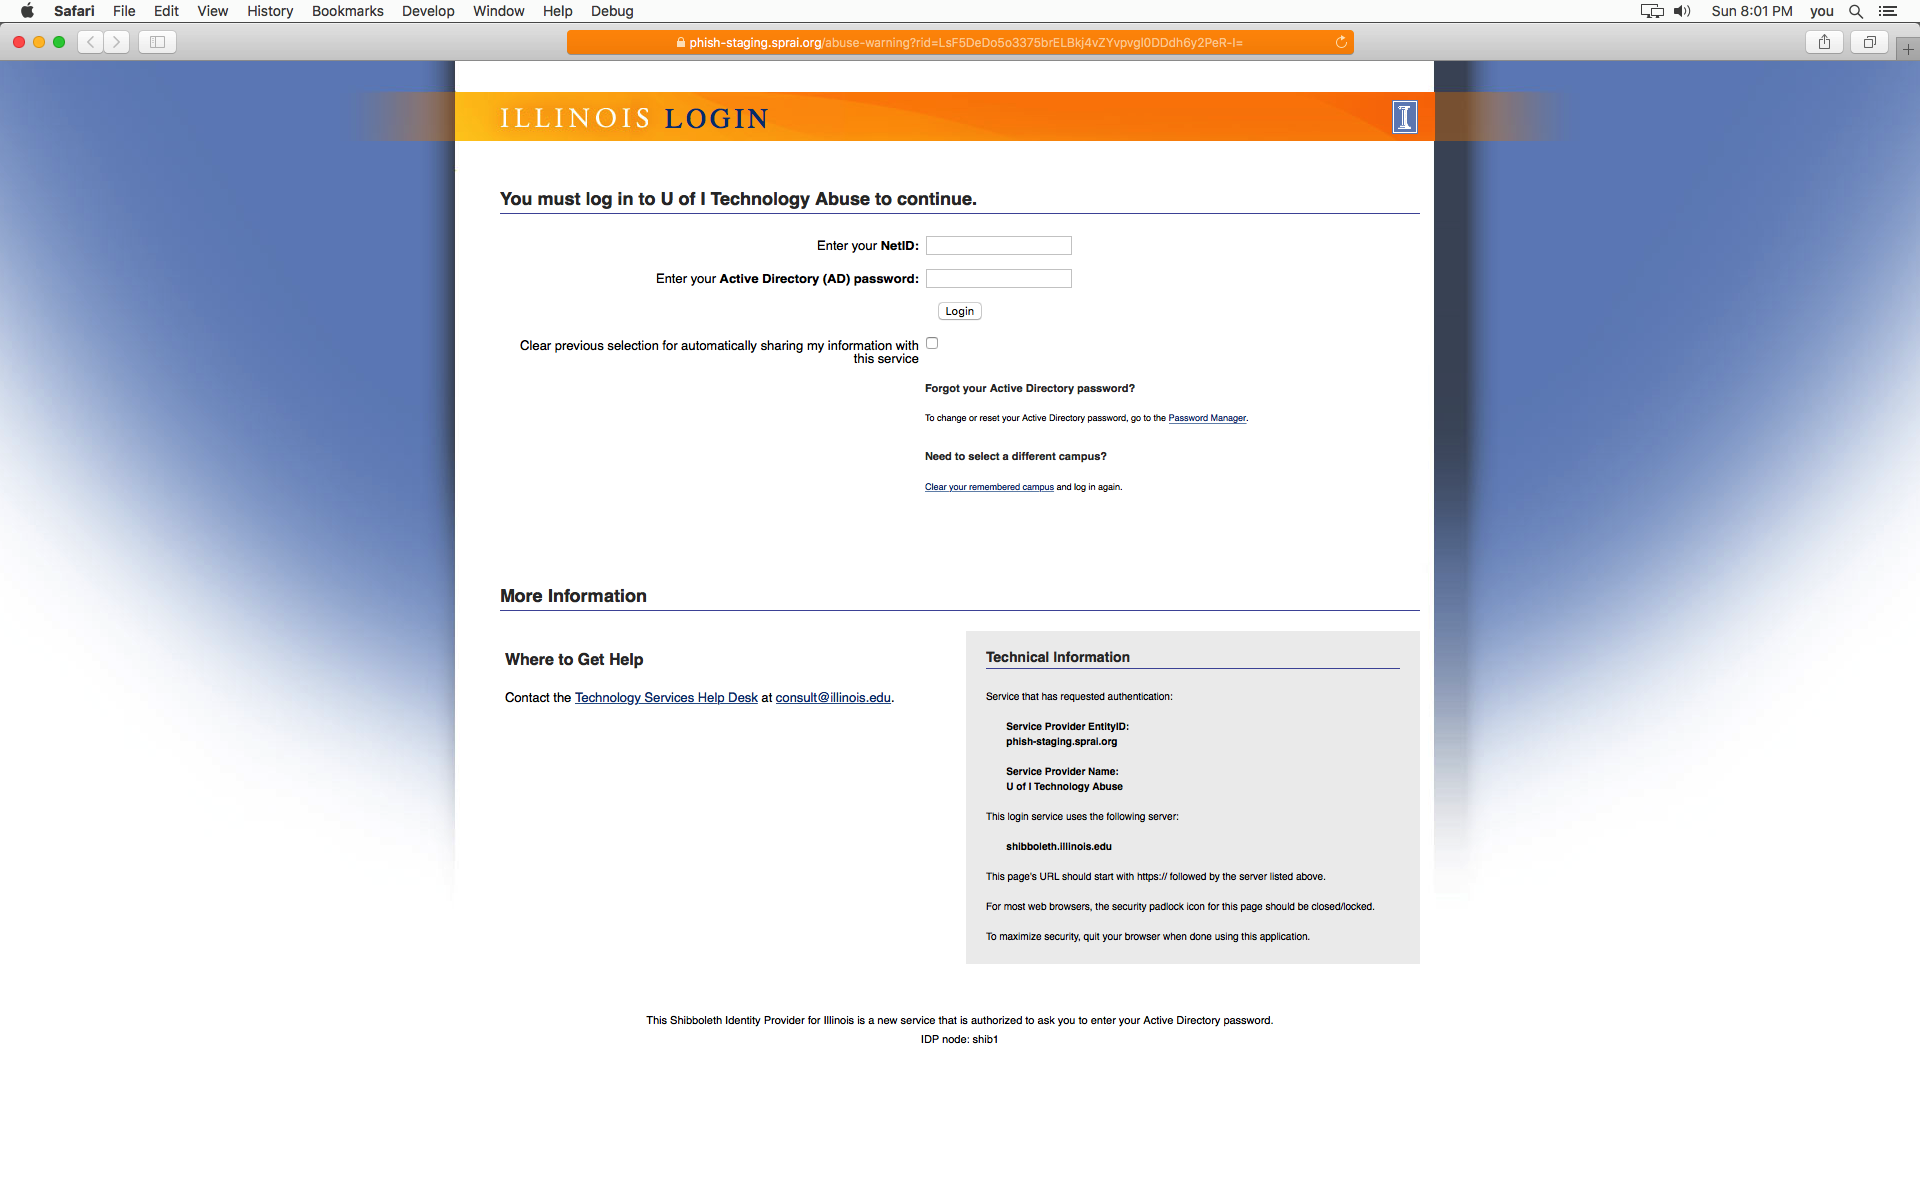 Safari File Edit View History Bookmarks Develop Window Help Debug Sun 8:01 PM you
phish-staging.sprai.org/abuse-warning?rid=LsF5DeDo5o3375brELBkj4vZYvpvgl0DDdh6y2PeR-I=
ILLINOIS LOGIN
I
You must log in to U of I Technology Abuse to continue.
Enter your NetID:
Enter your Active Directory (AD) password:
Login
Clear previous selection for automatically sharing my information with
this service
Forgot your Active Directory password?
To change or reset your Active Directory password, go to the Password Manager.
Need to select a different campus?
Clear your remembered campus and log in again.
More Information
Where to Get Help
Contact the Technology Services Help Desk at consult@illinois.edu.
Technical Information
Service that has requested authentication:
Service Provider EntityID:
phish-staging.sprai.org
Service Provider Name:
U of I Technology Abuse
This login service uses the following server:
shibboleth.illinois.edu
This page's URL should start with https:// followed by the server listed above.
For most web browsers, the security padlock icon for this page should be closed/locked.
To maximize security, quit your browser when done using this application.
This Shibboleth Identity Provider for Illinois is a new service that is authorized to ask you to enter your Active Directory password.
IDP node: shib1